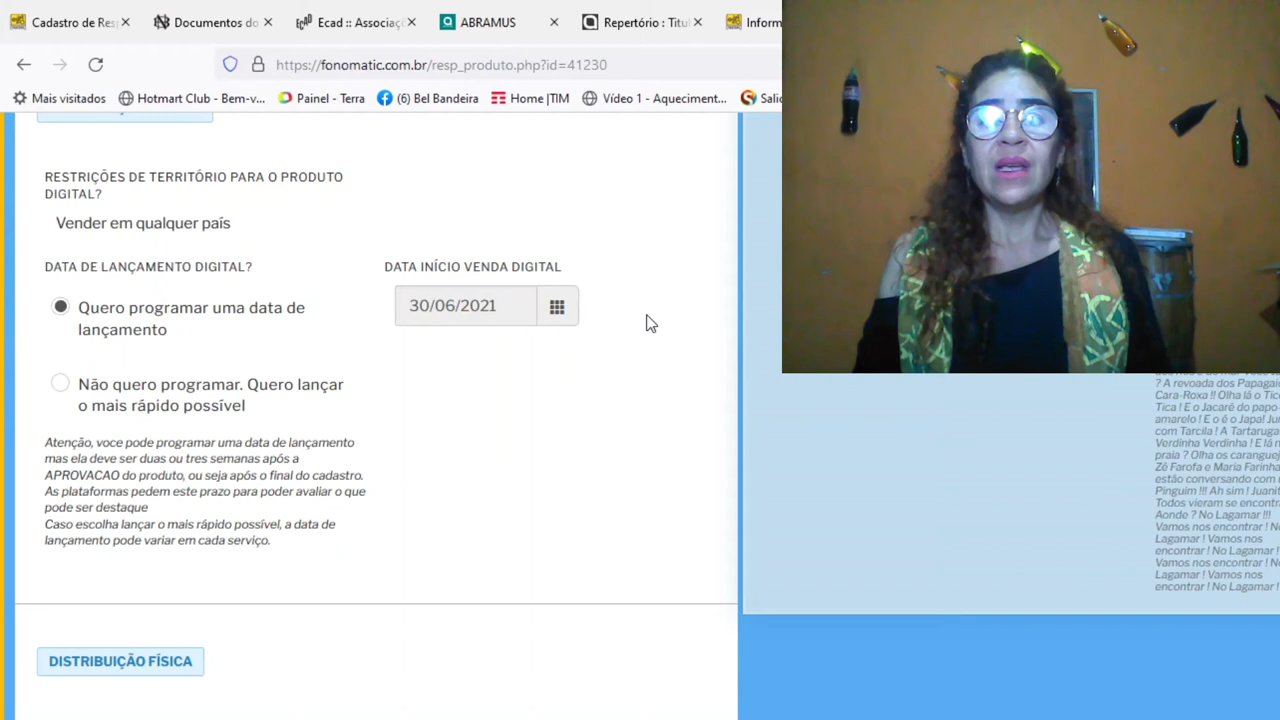 Cadastro de Res
Documentos do
Ecad :: Associaç
ABRAMUS
Repertório : Titul
Inform
https://fonomatic.com.br/resp_produto.php?id=41230
Mais visitados
Hotmart Club - Bem-v...
Painel - Terra
(6) Bel Bandeira
Home |TIM
Vídeo 1 - Aqueciment...
Salic
RESTRIÇÕES DE TERRITÓRIO PARA O PRODUTO
DIGITAL?
Vender em qualquer país
DATA DE LANÇAMENTO DIGITAL?
Quero programar uma data de
lançamento
Não quero programar. Quero lançar
o mais rápido possível
Atenção, voce pode programar uma data de lançamento
mas ela deve ser duas ou tres semanas após a
APROVACAO do produto, ou seja após o final do cadastro.
As plataformas pedem este prazo para poder avaliar o que
pode ser destaque
Caso escolha lançar o mais rápido possível, a data de
lançamento pode variar em cada serviço.
DATA INÍCIO VENDA DIGITAL
30/06/2021
DISTRIBUIÇÃO FÍSICA
? A revoada dos Papagai
Cara-Roxa !! Olha lá o Tic
Tica ! E o Jacaré do papo
amarelo ! E o é o Japa! Ju
com Tarcila ! A Tartaruga
Verdinha Verdinha ! E lá n
praia ? Olha os carangue
Zé Farofa e Maria Farinh
estão conversando com
Pinguim !!! Ah sim ! Juani
Todos vieram se encontr
Aonde ? No Lagamar !!!
Vamos nos encontrar ! N
Lagamar ! Vamos nos
encontrar ! No Lagamar !
Vamos nos encontrar ! N
Lagamar ! Vamos nos
encontrar ! No Lagamar !